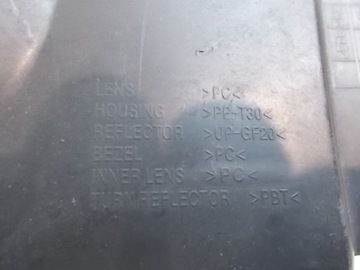 LENS >PC<
HOUSING >PP-T30<
REFLECTOR >UP-GF20<
BEZEL >PC<
INNER LENS >PC<
TURN REFLECTOR >PBT<